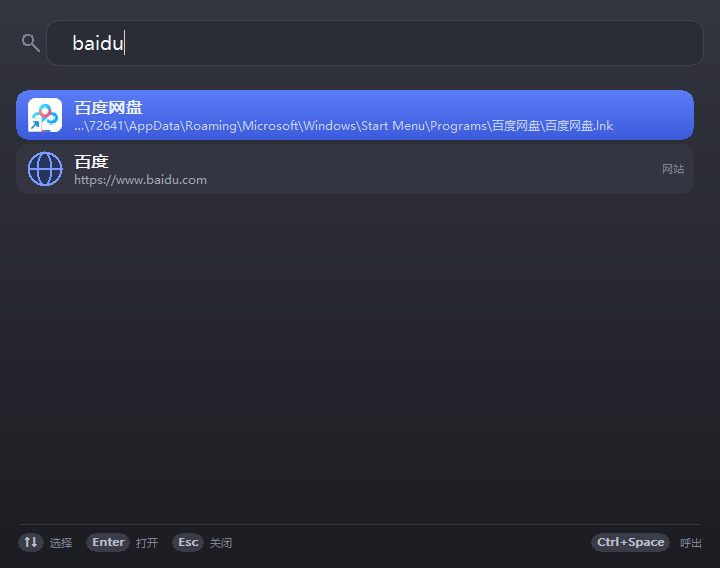 baidu
百度网盘
...\72641\AppData\Roaming\Microsoft\Windows\Start Menu\Programs\百度网盘\百度网盘.lnk
百度
https://www.baidu.com
网站
↑↓ 选择 Enter 打开 Esc 关闭 Ctrl+Space 呼出